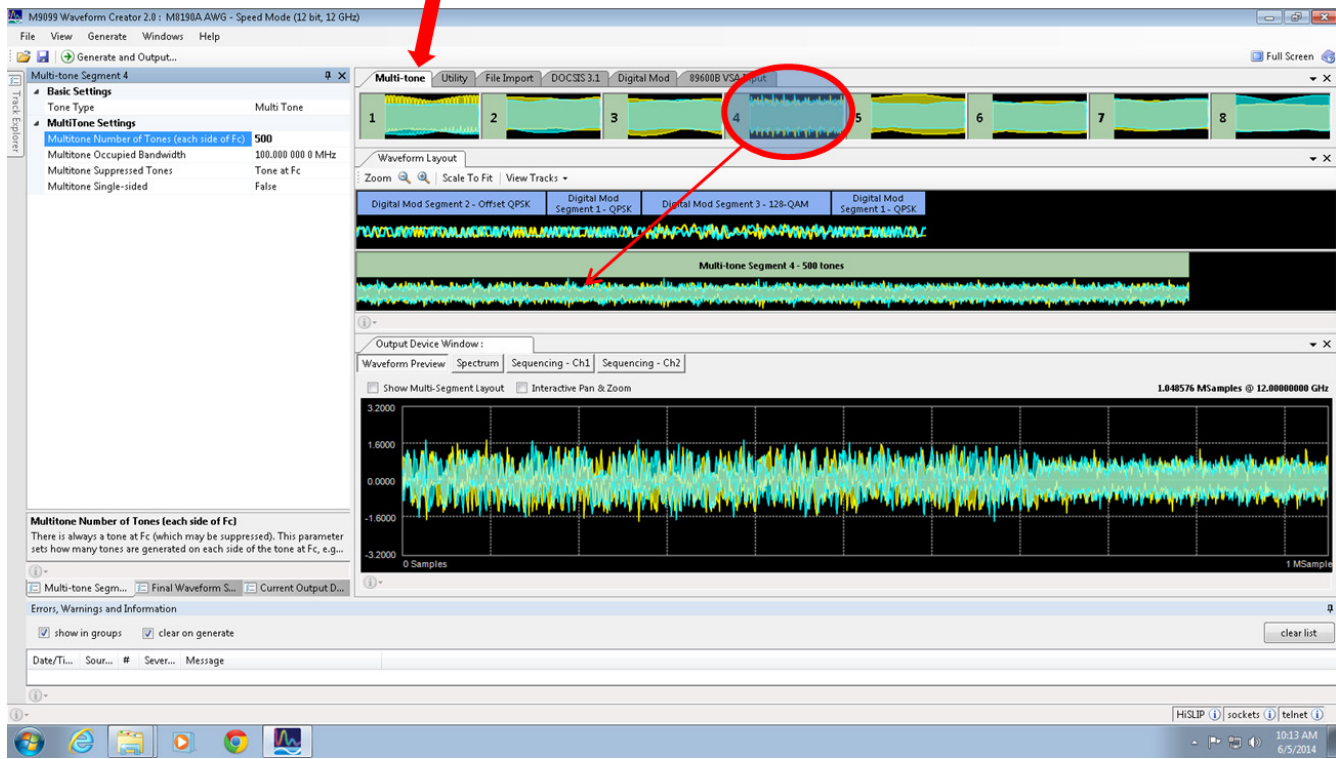 M9099 Waveform Creator 2.0 : M8190A AWG - Speed Mode (12 bit, 12 GHz)
File View Generate Windows Help
Generate and Output...
Full Screen
Track Explorer
Multi-tone Segment 4
Basic Settings
Tone Type Multi Tone
MultiTone Settings
Multitone Number of Tones (each side of Fc) 500
Multitone Occupied Bandwidth 100.000 000 0 MHz
Multitone Suppressed Tones Tone at Fc
Multitone Single-sided False
Multitone Number of Tones (each side of Fc)
There is always a tone at Fc (which may be suppressed). This parameter
sets how many tones are generated on each side of the tone at Fc, e.g...
Multi-tone Segm... Final Waveform S... Current Output D...
Multi-tone Utility File Import DOCSIS 3.1 Digital Mod 89600B VSA Input
1 2 3 4 5 6 7 8
Waveform Layout
Zoom Scale To Fit View Tracks
Digital Mod Segment 2 - Offset QPSK
Digital Mod
Segment 1 - QPSK
Digital Mod Segment 3 - 128-QAM
Digital Mod
Segment 1 - QPSK
Multi-tone Segment 4 - 500 tones
Output Device Window :
Waveform Preview Spectrum Sequencing - Ch1 Sequencing - Ch2
Show Multi-Segment Layout Interactive Pan & Zoom 1.048576 MSamples @ 12.00000000 GHz
3.2000
1.6000
0.0000
-1.6000
-3.2000
0 Samples 1 MSample
Errors, Warnings and Information
show in groups clear on generate clear list
Date/Ti... Sour... # Sever... Message
HiSLIP sockets telnet
10:13 AM
6/5/2014